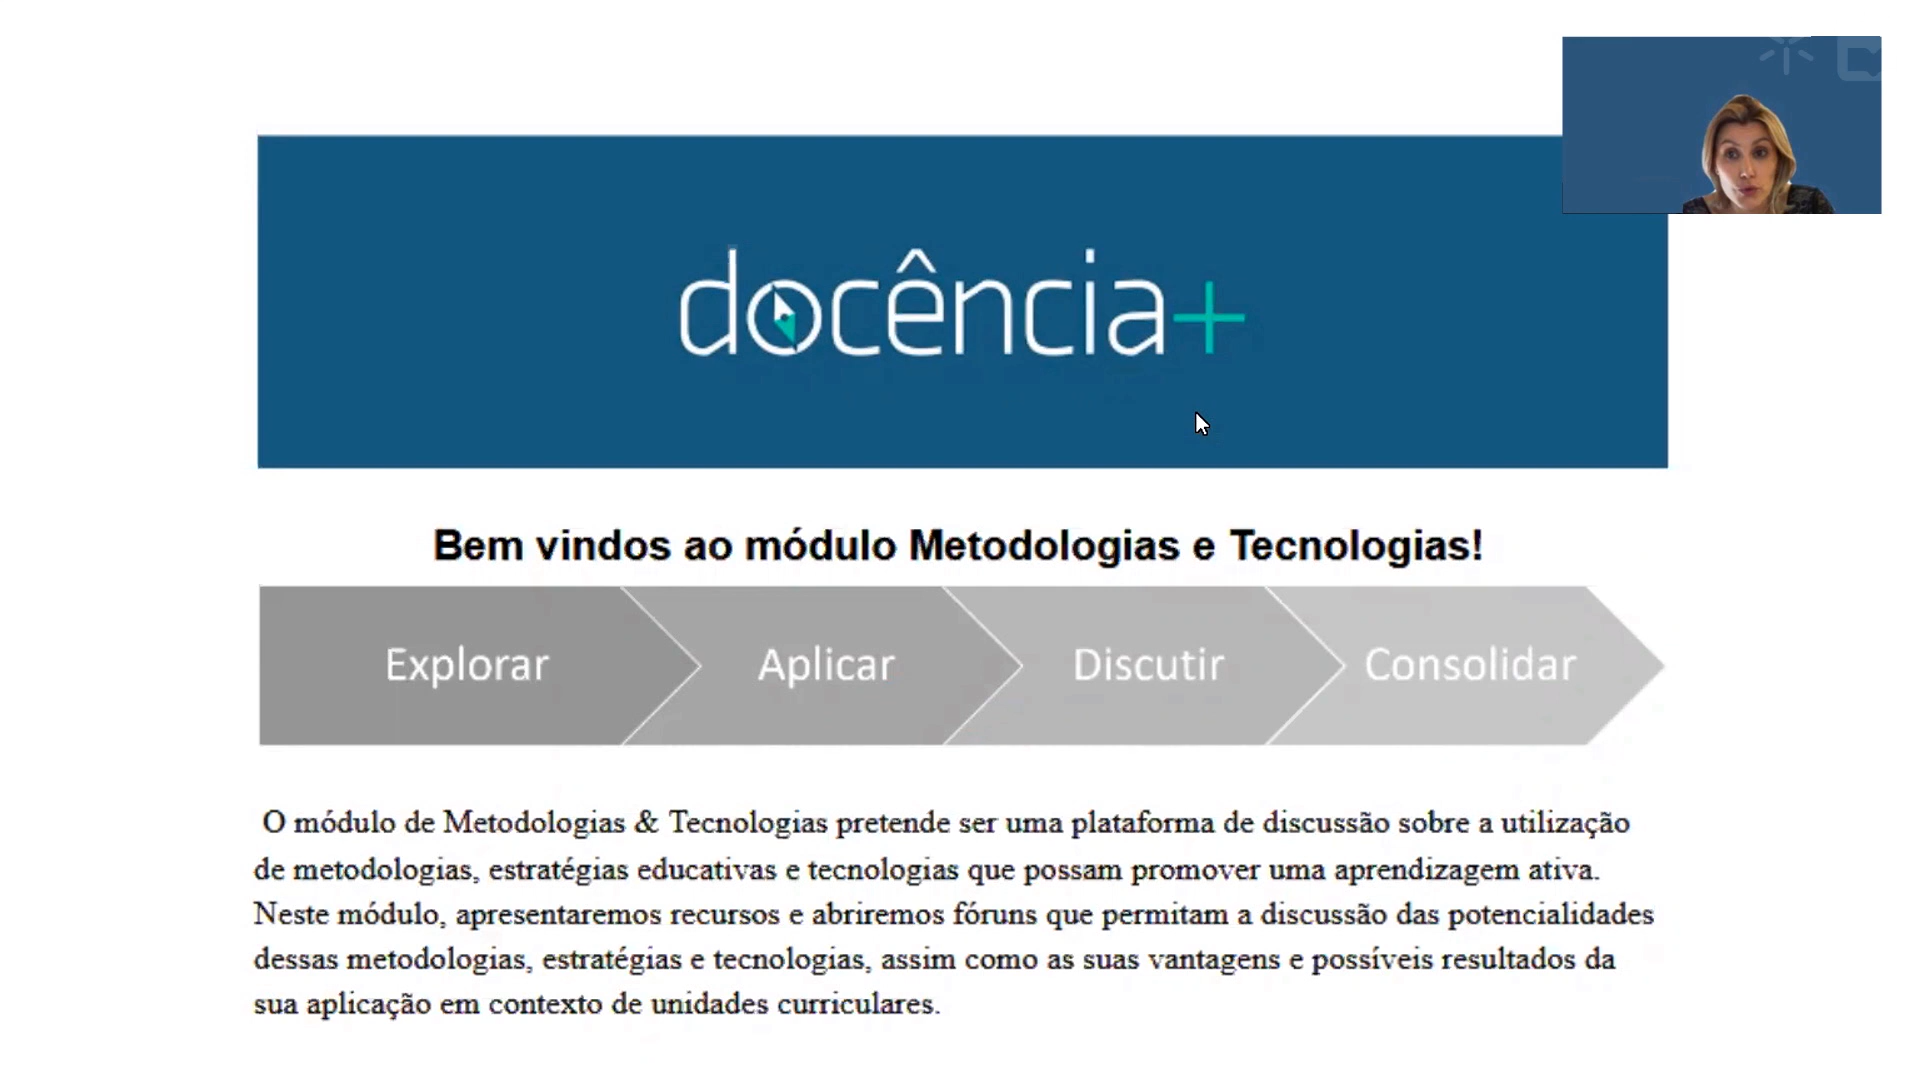 docência+
Bem vindos ao módulo Metodologias e Tecnologias!
Explorar
Aplicar
Discutir
Consolidar
O módulo de Metodologias & Tecnologias pretende ser uma plataforma de discussão sobre a utilização
de metodologias, estratégias educativas e tecnologias que possam promover uma aprendizagem ativa.
Neste módulo, apresentaremos recursos e abriremos fóruns que permitam a discussão das potencialidades
dessas metodologias, estratégias e tecnologias, assim como as suas vantagens e possíveis resultados da
sua aplicação em contexto de unidades curriculares.